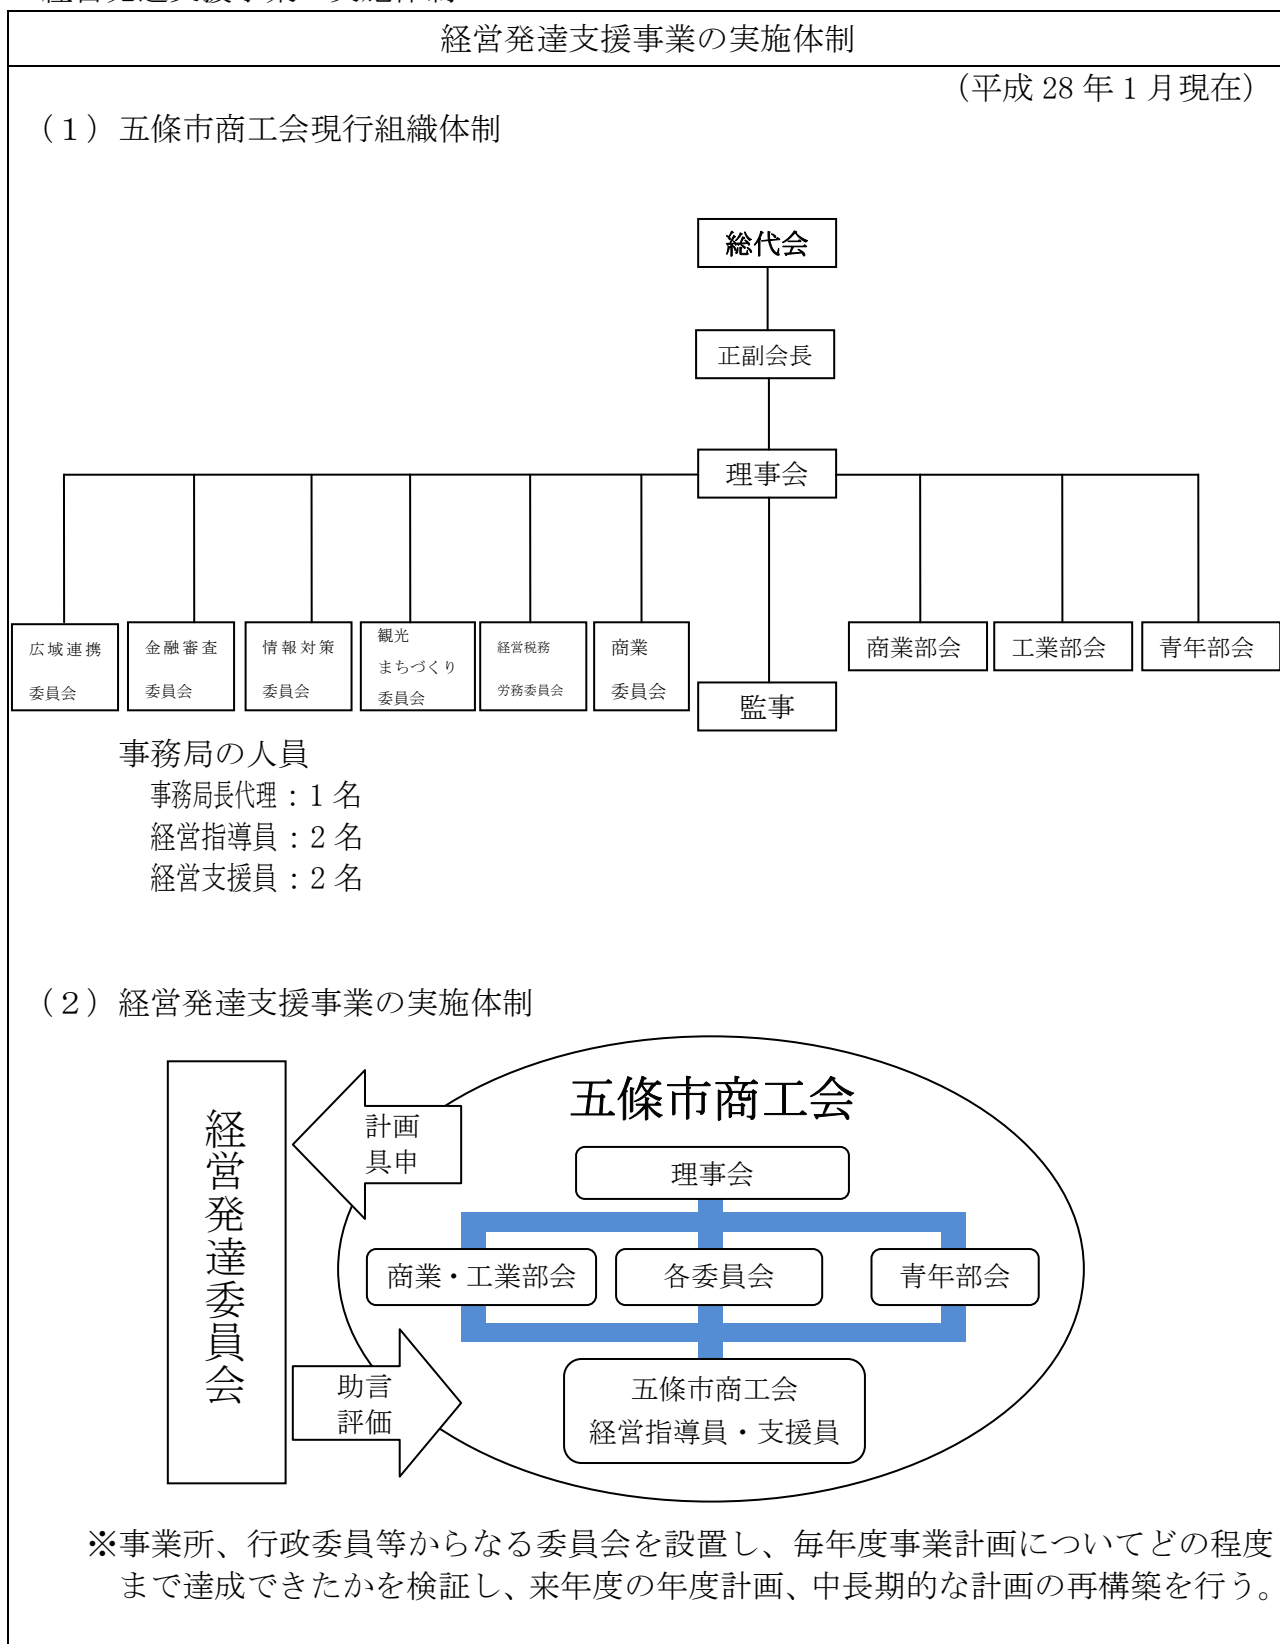 経営発達支援事業の実施体制
（平成 28 年 1 月現在）
（１）五條市商工会現行組織体制
総代会
正副会長
理事会
広域連携
委員会
金融審査
委員会
情報対策
委員会
観光
まちづくり
委員会
経営税務
労務委員会
商業
委員会
監事
商業部会
工業部会
青年部会
事務局の人員
事務局長代理：1 名
経営指導員：2 名
経営支援員：2 名
（２）経営発達支援事業の実施体制
経営発達委員会
計画
具申
助言
評価
五條市商工会
理事会
商業・工業部会
各委員会
青年部会
五條市商工会
経営指導員・支援員
※事業所、行政委員等からなる委員会を設置し、毎年度事業計画についてどの程度
まで達成できたかを検証し、来年度の年度計画、中長期的な計画の再構築を行う。